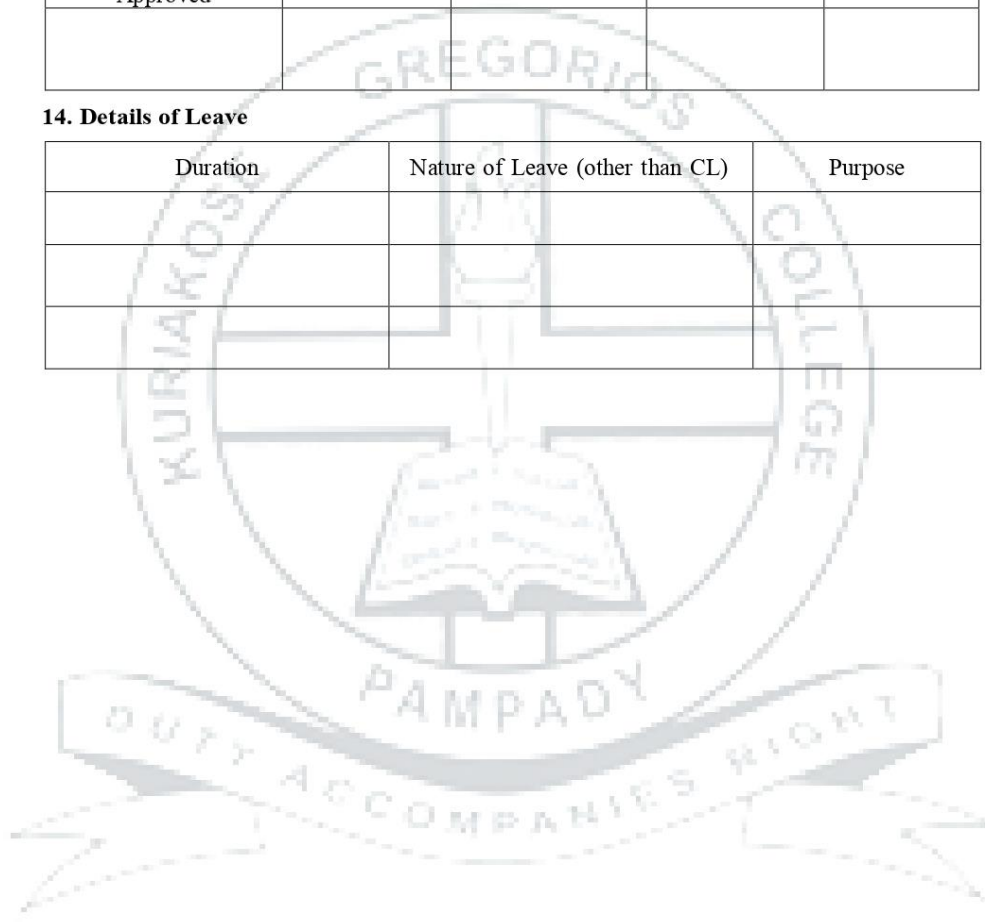 Approved
14. Details of Leave
Duration Nature of Leave (other than CL) Purpose
KURIAKOSE GREGORIOS COLLEGE
PAMPADY
DUTY ACCOMPANIES RIGHT